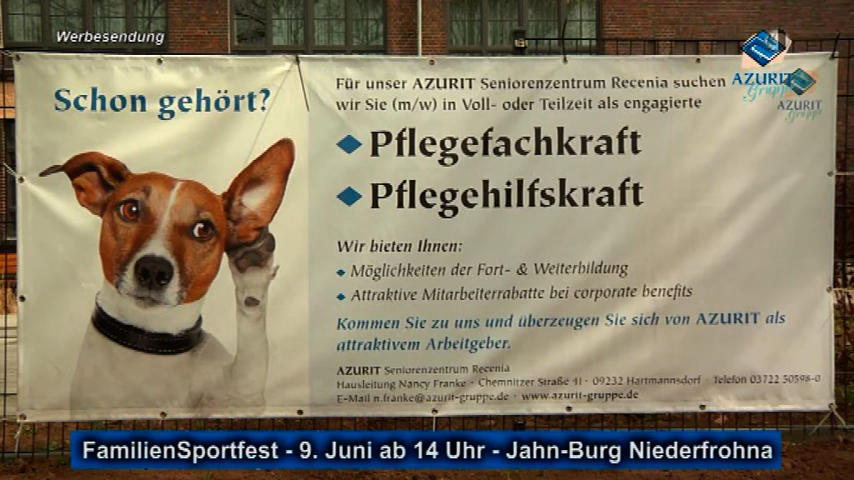 Werbesendung
AZURIT
Gruppe
Schon gehört?
Für unser AZURIT Seniorenzentrum Recenia suchen
wir Sie (m/w) in Voll- oder Teilzeit als engagierte
AZURIT
Gruppe
Pflegefachkraft
Pflegehilfskraft
Wir bieten Ihnen:
Möglichkeiten der Fort- & Weiterbildung
Attraktive Mitarbeiterrabatte bei corporate benefits
Kommen Sie zu uns und überzeugen Sie sich von AZURIT als
attraktivem Arbeitgeber.
AZURIT Seniorenzentrum Recenia
Hausleitung Nancy Franke · Chemnitzer Straße 41 · 09232 Hartmannsdorf · Telefon 03722 50598-0
E-Mail n.franke@azurit-gruppe.de · www.azurit-gruppe.de
FamilienSportfest - 9. Juni ab 14 Uhr - Jahn-Burg Niederfrohna